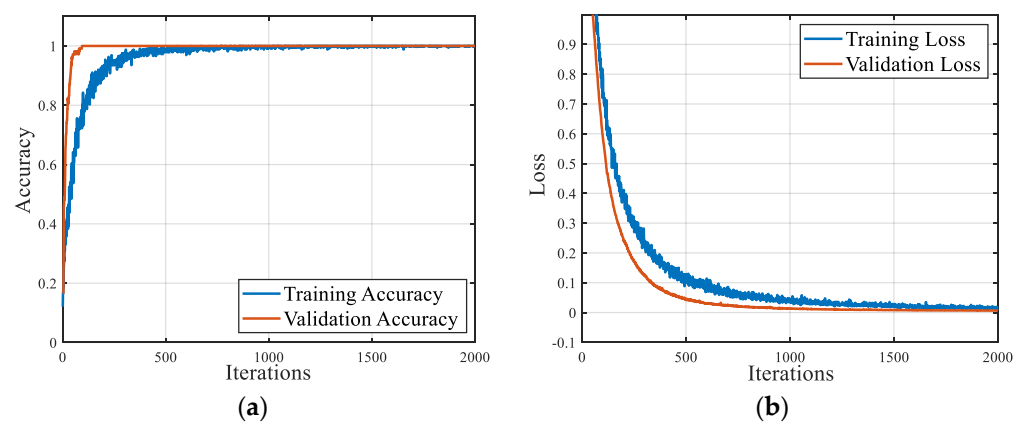 1
0.8
0.6
0.4
0.2
0
Accuracy
0
500
1000
1500
2000
Iterations
Training Accuracy
Validation Accuracy
(a)
0.9
0.8
0.7
0.6
0.5
0.4
0.3
0.2
0.1
0
-0.1
Loss
0
500
1000
1500
2000
Iterations
Training Loss
Validation Loss
(b)